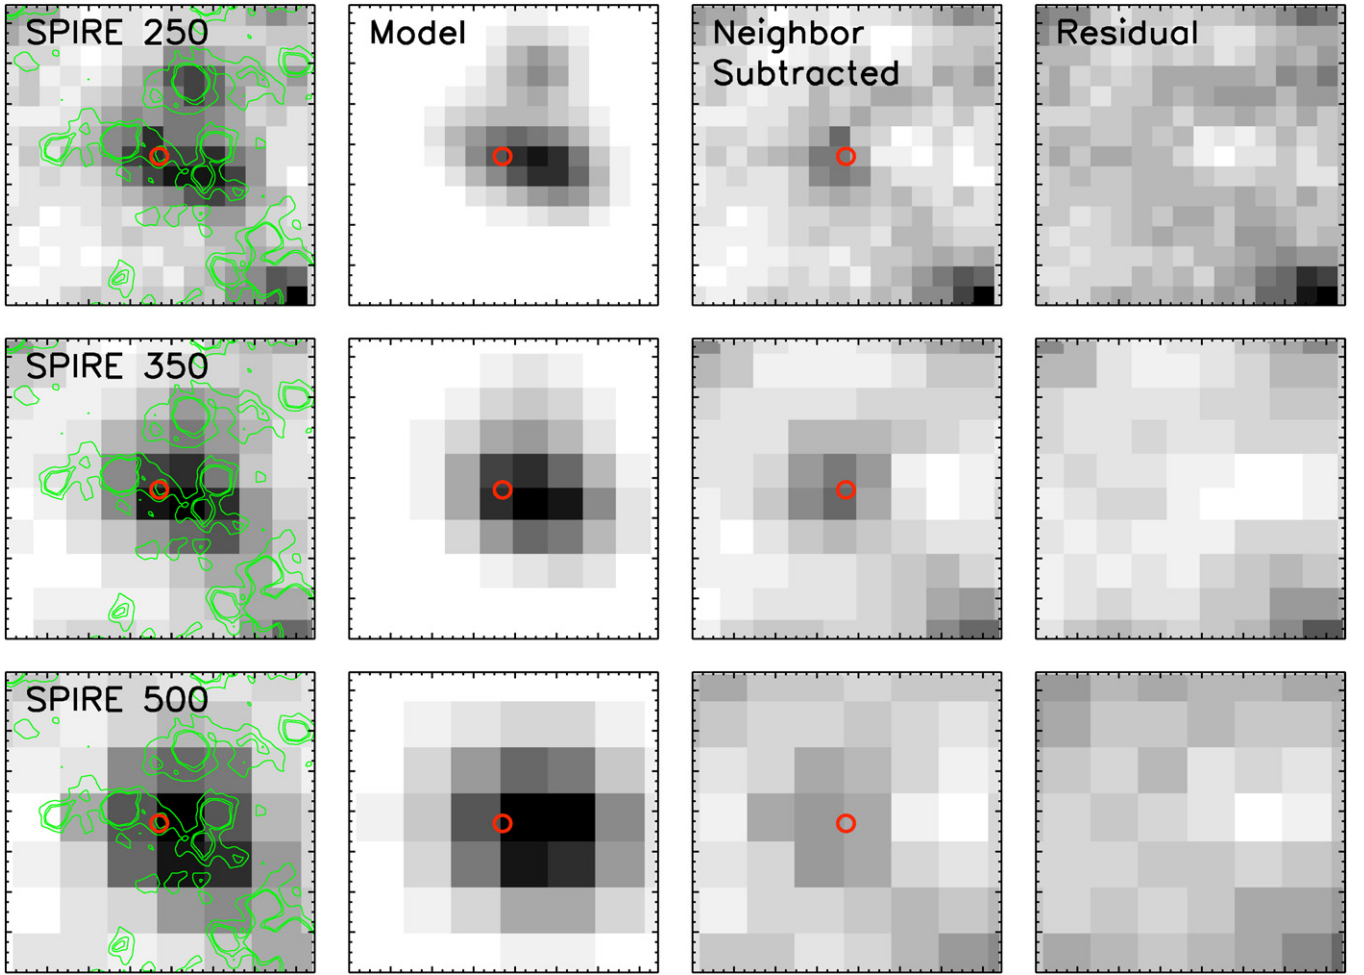 SPIRE 250
Model
Neighbor
Subtracted
Residual
SPIRE 350
SPIRE 500